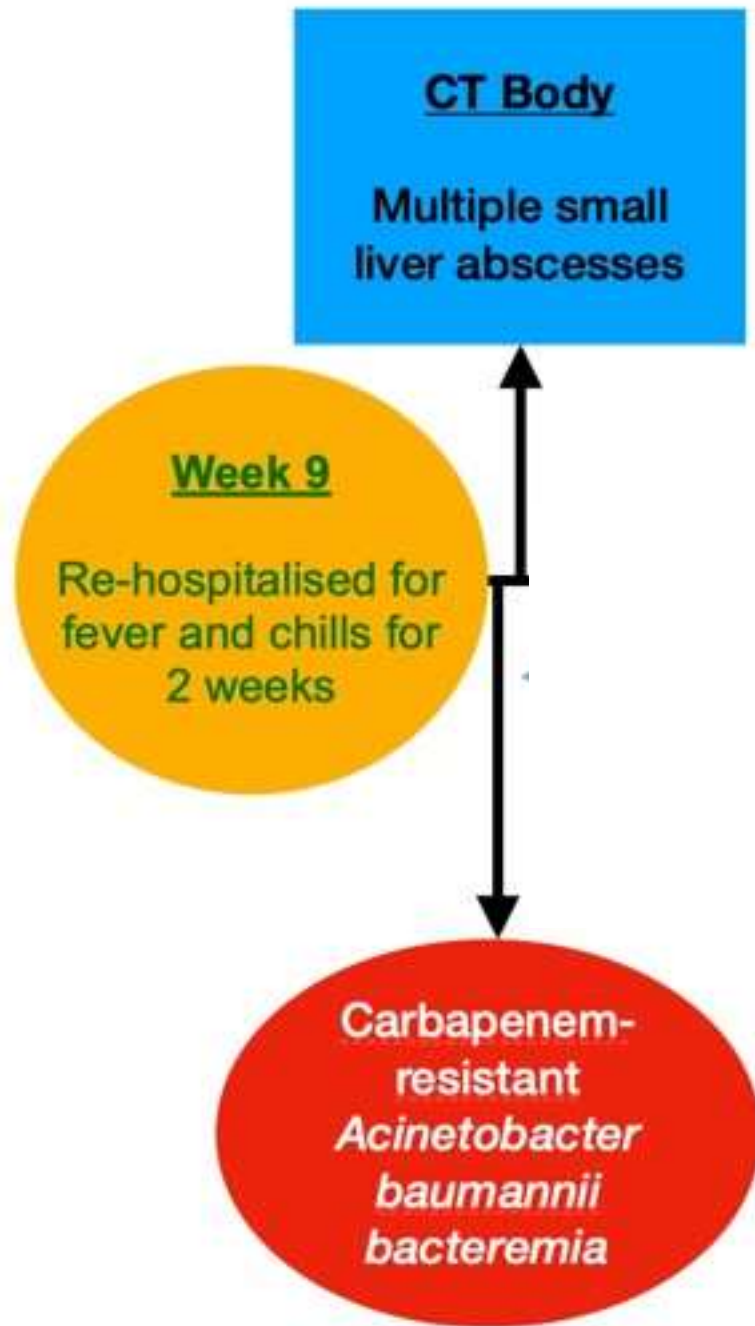 CT Body
Multiple small
liver abscesses
Week 9
Re-hospitalised for
fever and chills for
2 weeks
Carbapenem-
resistant
Acinetobacter
baumannii
bacteremia